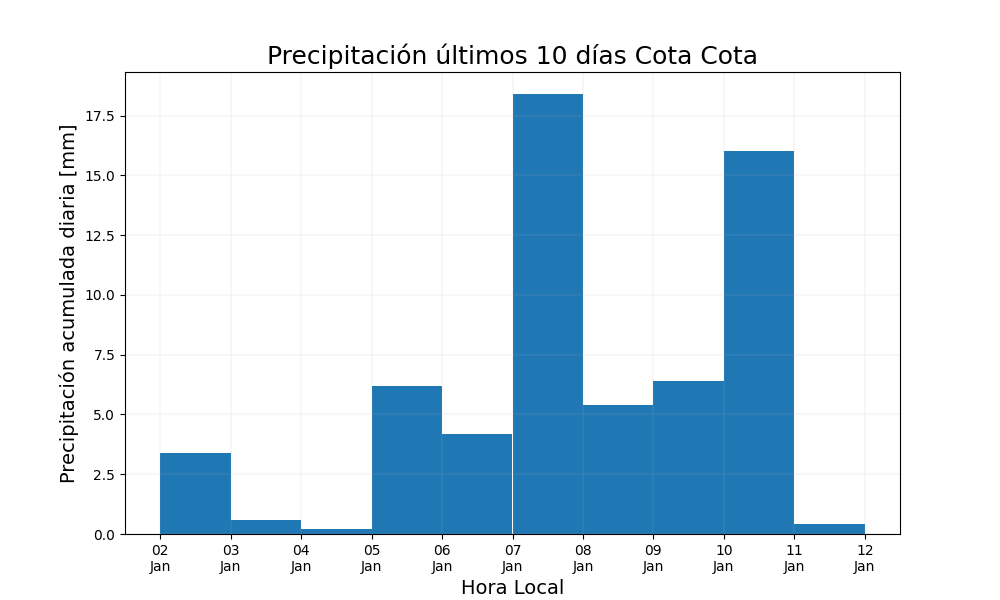 Precipitación últimos 10 días Cota Cota
Precipitación acumulada diaria [mm]
17.5
15.0
12.5
10.0
7.5
5.0
2.5
0.0
02 03 04 05 06 07 08 09 10 11 12
Jan Jan Jan Jan Jan Jan Jan Jan Jan Jan Jan
Hora Local